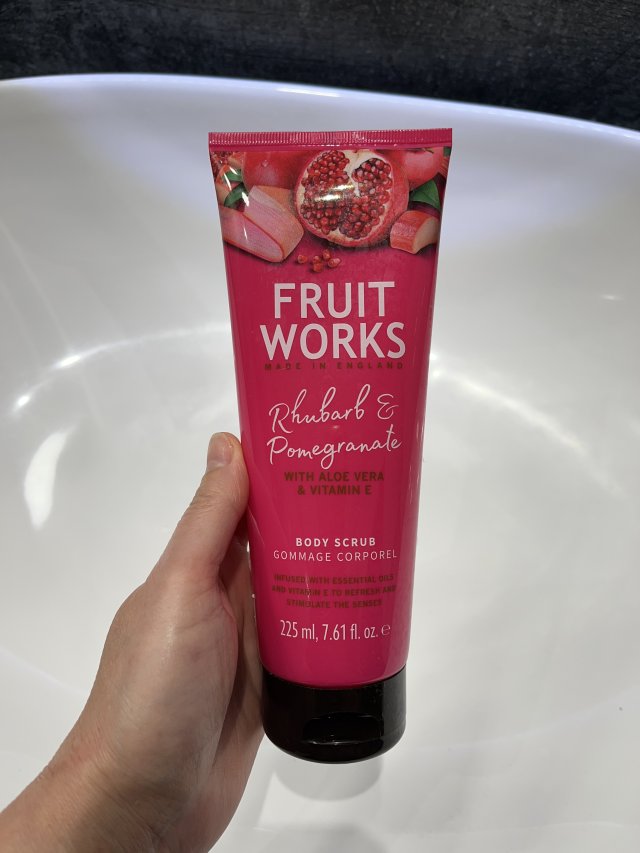 FRUIT
WORKS
MADE IN ENGLAND
Rhubarb &
Pomegranate
WITH ALOE VERA
& VITAMIN E
BODY SCRUB
GOMMAGE CORPOREL
INFUSED WITH ESSENTIAL OILS
AND VITAMIN E TO REFRESH AND
STIMULATE THE SENSES
225 ml, 7.61 fl. oz. ℮